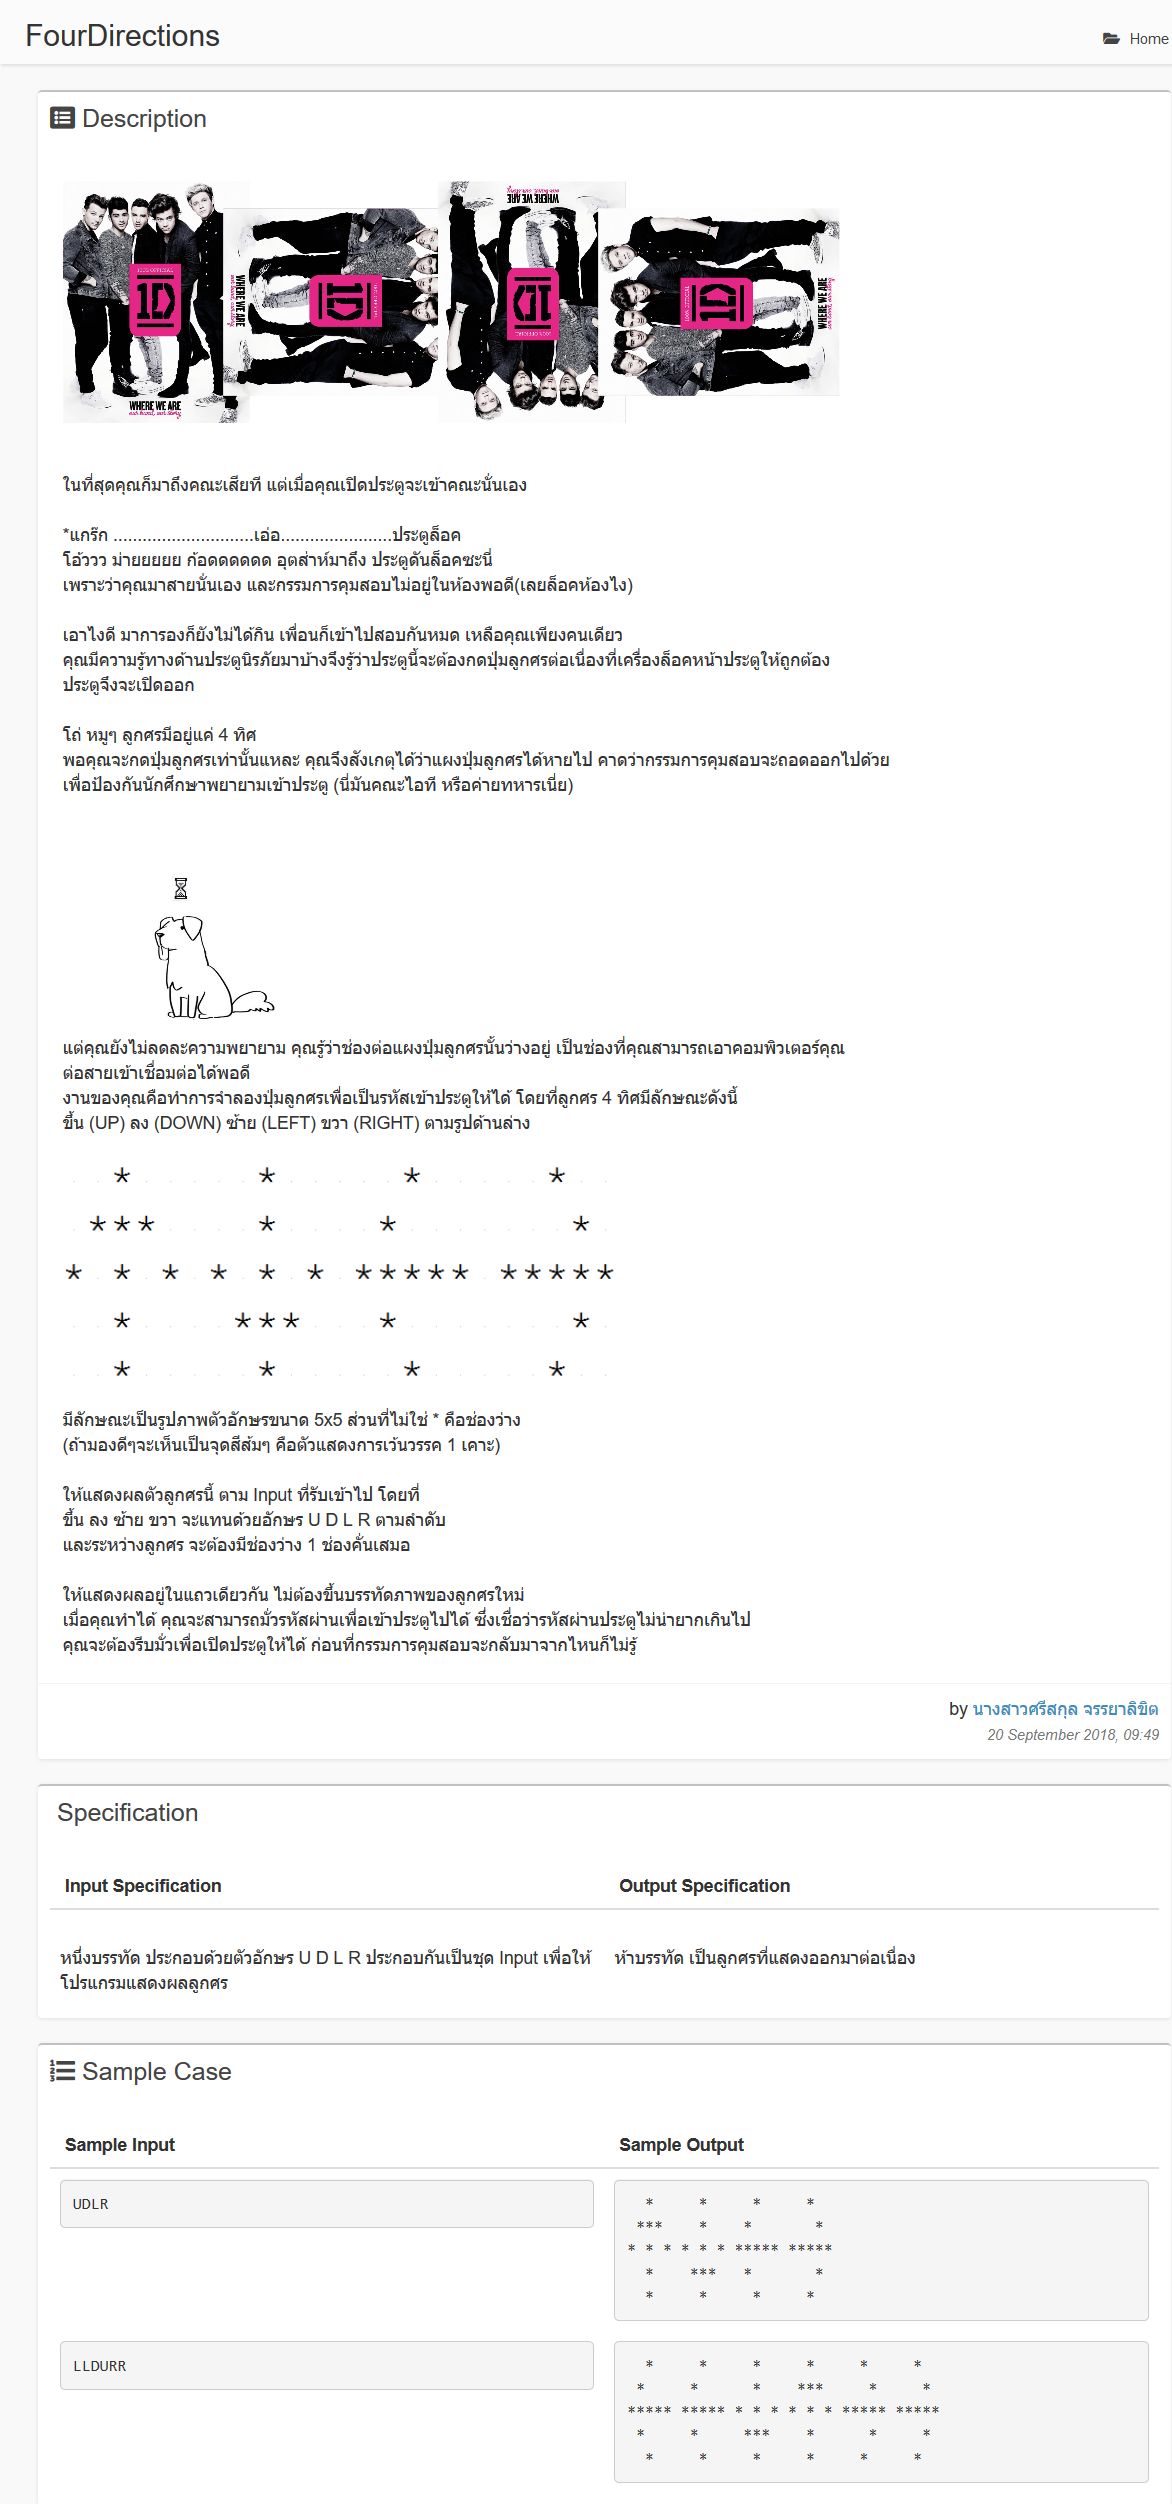 FourDirections
Home
Description
1D
WHERE WE ARE
our band, our story
ในที่สุดคุณก็มาถึงคณะเสียที แต่เมื่อคุณเปิดประตูจะเข้าคณะนั่นเอง
*แกร๊ก .............................เอ่อ.......................ประตูล็อค
โอ้ววว ม่ายยยยย ก้อดดดดดด อุตส่าห์มาถึง ประตูดันล็อคซะนี่
เพราะว่าคุณมาสายนั่นเอง และกรรมการคุมสอบไม่อยู่ในห้องพอดี(เลยล็อคห้องไง)
เอาไงดี มาการองก็ยังไม่ได้กิน เพื่อนก็เข้าไปสอบกันหมด เหลือคุณเพียงคนเดียว
คุณมีความรู้ทางด้านประตูนิรภัยมาบ้างจึงรู้ว่าประตูนี้จะต้องกดปุ่มลูกศรต่อเนื่องที่เครื่องล็อคหน้าประตูให้ถูกต้อง
ประตูจึงจะเปิดออก
โถ่ หมูๆ ลูกศรมีอยู่แค่ 4 ทิศ
พอคุณจะกดปุ่มลูกศรเท่านั้นแหละ คุณจึงสังเกตุได้ว่าแผงปุ่มลูกศรได้หายไป คาดว่ากรรมการคุมสอบจะถอดออกไปด้วย
เพื่อป้องกันนักศึกษาพยายามเข้าประตู (นี่มันคณะไอที หรือค่ายทหารเนี่ย)
แต่คุณยังไม่ลดละความพยายาม คุณรู้ว่าช่องต่อแผงปุ่มลูกศรนั้นว่างอยู่ เป็นช่องที่คุณสามารถเอาคอมพิวเตอร์คุณ
ต่อสายเข้าเชื่อมต่อได้พอดี
งานของคุณคือทำการจำลองปุ่มลูกศรเพื่อเป็นรหัสเข้าประตูให้ได้ โดยที่ลูกศร 4 ทิศมีลักษณะดังนี้
ขึ้น (UP) ลง (DOWN) ซ้าย (LEFT) ขวา (RIGHT) ตามรูปด้านล่าง
  *     *     *     *
 ***    *    *       *
* * * * * * ***** *****
  *    ***   *       *
  *     *     *     *
มีลักษณะเป็นรูปภาพตัวอักษรขนาด 5x5 ส่วนที่ไม่ใช่ * คือช่องว่าง
(ถ้ามองดีๆจะเห็นเป็นจุดสีส้มๆ คือตัวแสดงการเว้นวรรค 1 เคาะ)
ให้แสดงผลตัวลูกศรนี้ ตาม Input ที่รับเข้าไป โดยที่
ขึ้น ลง ซ้าย ขวา จะแทนด้วยอักษร U D L R ตามลำดับ
และระหว่างลูกศร จะต้องมีช่องว่าง 1 ช่องคั่นเสมอ
ให้แสดงผลอยู่ในแถวเดียวกัน ไม่ต้องขึ้นบรรทัดภาพของลูกศรใหม่
เมื่อคุณทำได้ คุณจะสามารถมั่วรหัสผ่านเพื่อเข้าประตูไปได้ ซึ่งเชื่อว่ารหัสผ่านประตูไม่น่ายากเกินไป
คุณจะต้องรีบมั่วเพื่อเปิดประตูให้ได้ ก่อนที่กรรมการคุมสอบจะกลับมาจากไหนก็ไม่รู้
by นางสาวศรีสกุล จรรยาลิขิต
20 September 2018, 09:49
Specification
Input Specification
Output Specification
หนึ่งบรรทัด ประกอบด้วยตัวอักษร U D L R ประกอบกันเป็นชุด Input เพื่อให้
โปรแกรมแสดงผลลูกศร
ห้าบรรทัด เป็นลูกศรที่แสดงออกมาต่อเนื่อง
Sample Case
Sample Input
Sample Output
UDLR
  *     *     *     *
 ***    *    *       *
* * * * * * ***** *****
  *    ***   *       *
  *     *     *     *
LLDURR
  *     *     *     *     *     *
 *     *      *    ***     *     *
***** ***** * * * * * * ***** *****
 *     *     ***    *      *     *
  *     *     *     *     *     *